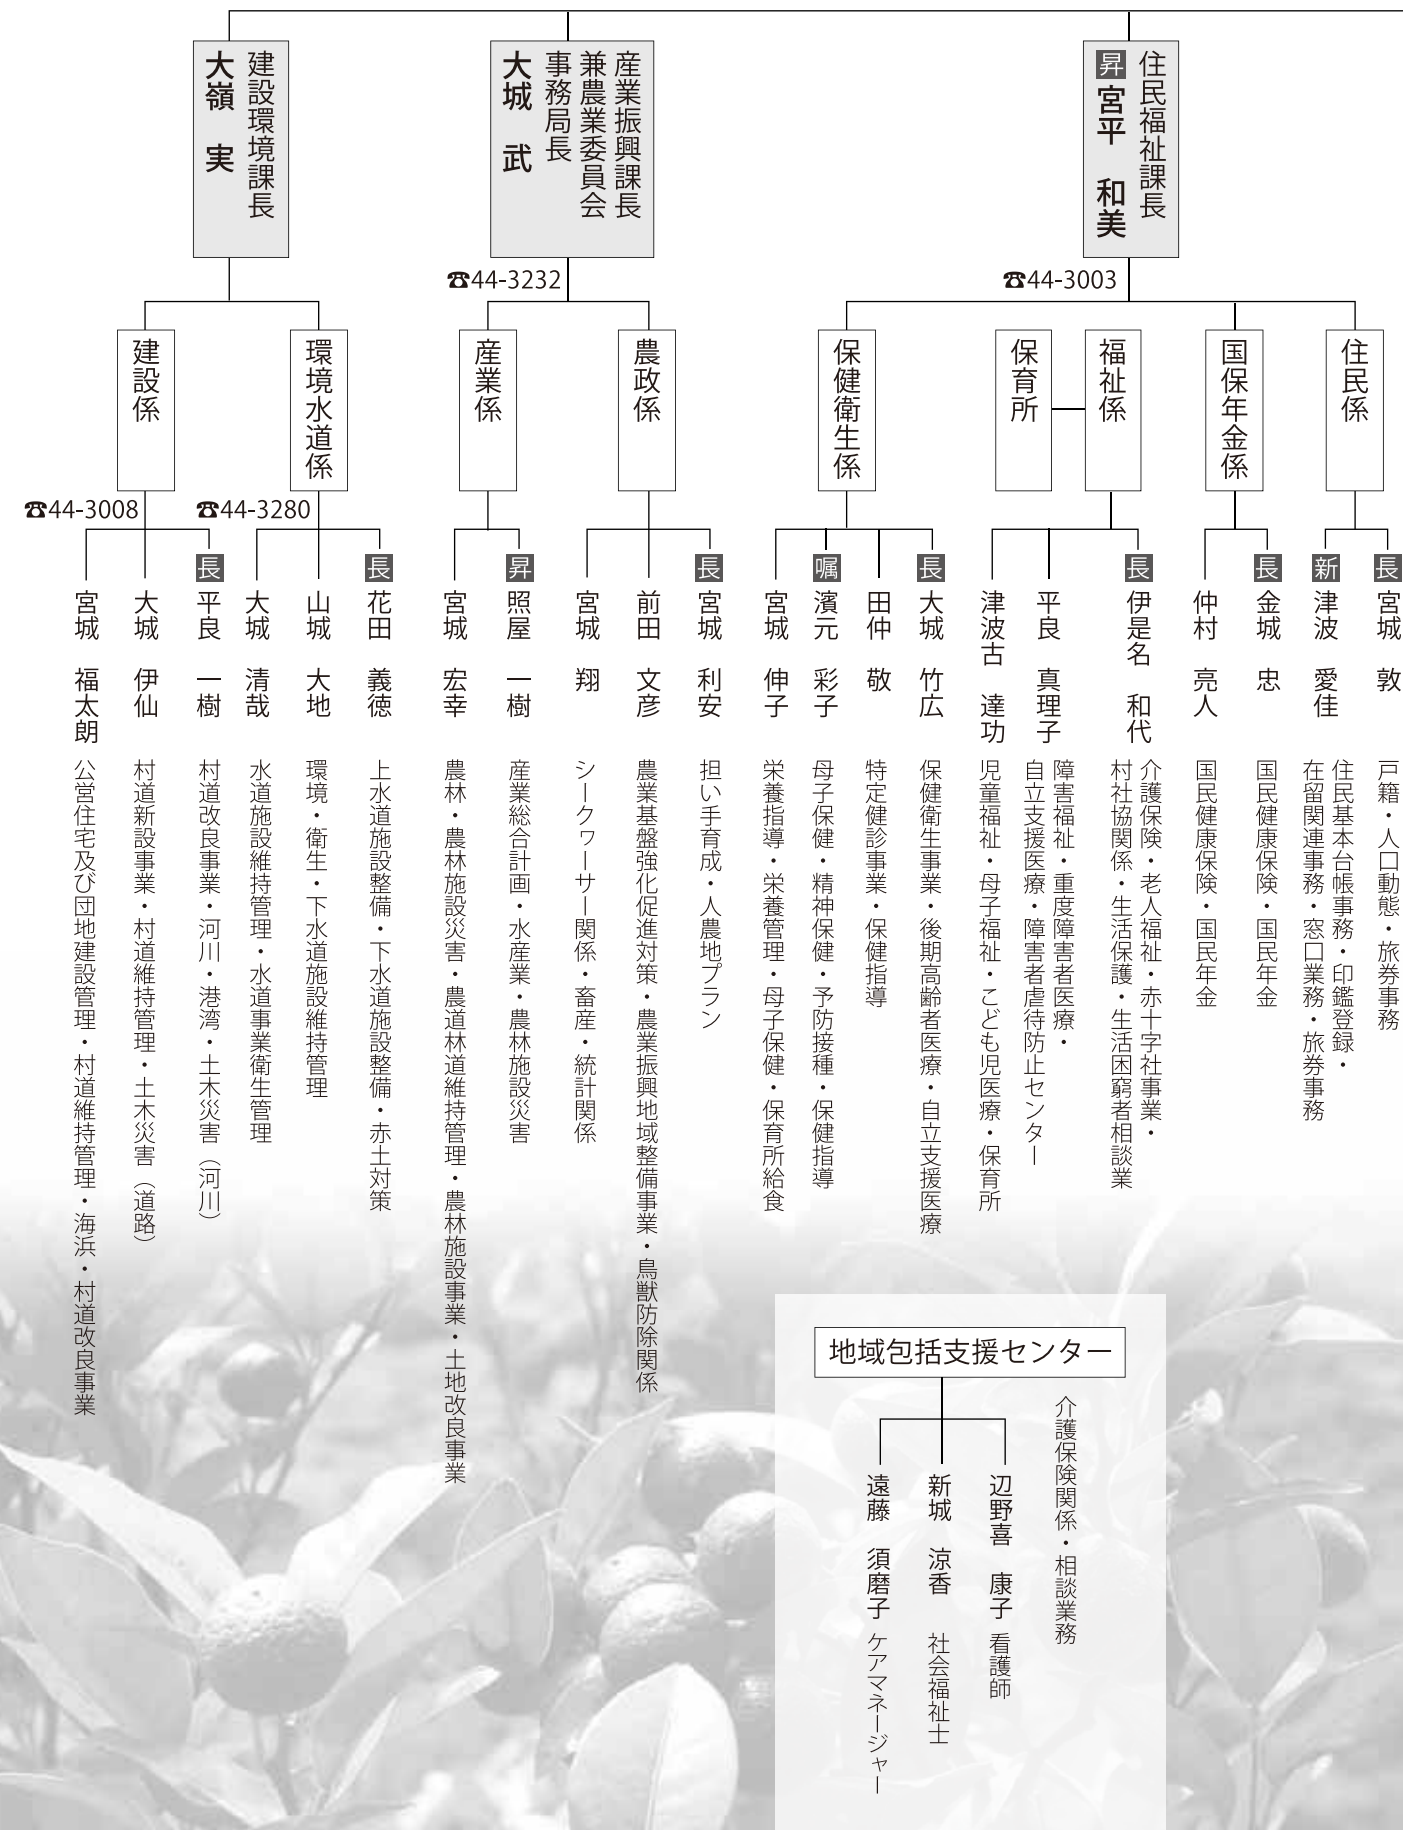 住民福祉課長
昇 宮平 和美
☎44-3003
住民係
長 宮城 敦 戸籍・人口動態・旅券事務
新 津波 愛佳 住民基本台帳事務・印鑑登録・
在留関連事務・窓口業務・旅券事務
国保年金係
長 金城 忠 国民健康保険・国民年金
仲村 亮人 国民健康保険・国民年金
福祉係
保育所
長 伊是名 和代 介護保険・老人福祉・赤十字社事業・
村社協関係・生活保護・生活困窮者相談業
平良 真理子 障害福祉・重度障害者医療・
自立支援医療・障害者虐待防止センター
津波古 達功 児童福祉・母子福祉・こども児医療・保育所
保健衛生係
長 大城 竹広 保健衛生事業・後期高齢者医療・自立支援医療
田仲 敬 特定健診事業・保健指導
嘱 濱元 彩子 母子保健・精神保健・予防接種・保健指導
宮城 伸子 栄養指導・栄養管理・母子保健・保育所給食
産業振興課長
兼農業委員会
事務局長
大城 武
☎44-3232
農政係
長 宮城 利安 担い手育成・人農地プラン
前田 文彦 農業基盤強化促進対策・農業振興地域整備事業・鳥獣防除関係
宮城 翔 シークヮーサー関係・畜産・統計関係
産業係
昇 照屋 一樹 産業総合計画・水産業・農林施設災害
宮城 宏幸 農林・農林施設災害・農道林道維持管理・農林施設事業・土地改良事業
建設環境課長
大嶺 実
環境水道係
☎44-3280
長 花田 義徳 上水道施設整備・下水道施設整備・赤土対策
山城 大地 環境・衛生・下水道施設維持管理
大城 清哉 水道施設維持管理・水道事業衛生管理
建設係
☎44-3008
長 平良 一樹 村道改良事業・河川・港湾・土木災害（河川）
大城 伊仙 村道新設事業・村道維持管理・土木災害（道路）
宮城 福太朗 公営住宅及び団地建設管理・村道維持管理・海浜・村道改良事業
地域包括支援センター
介護保険関係・相談業務
辺野喜 康子 看護師
新城 涼香 社会福祉士
遠藤 須磨子 ケアマネージャー